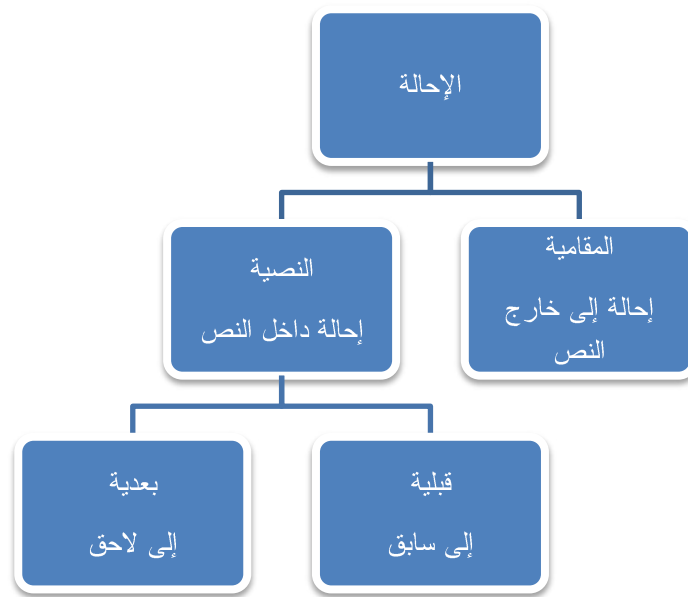 الإحالة
المقامية
إحالة إلى خارج
النص
النصية
إحالة داخل النص
قبلية
إلى سابق
بعدية
إلى لاحق